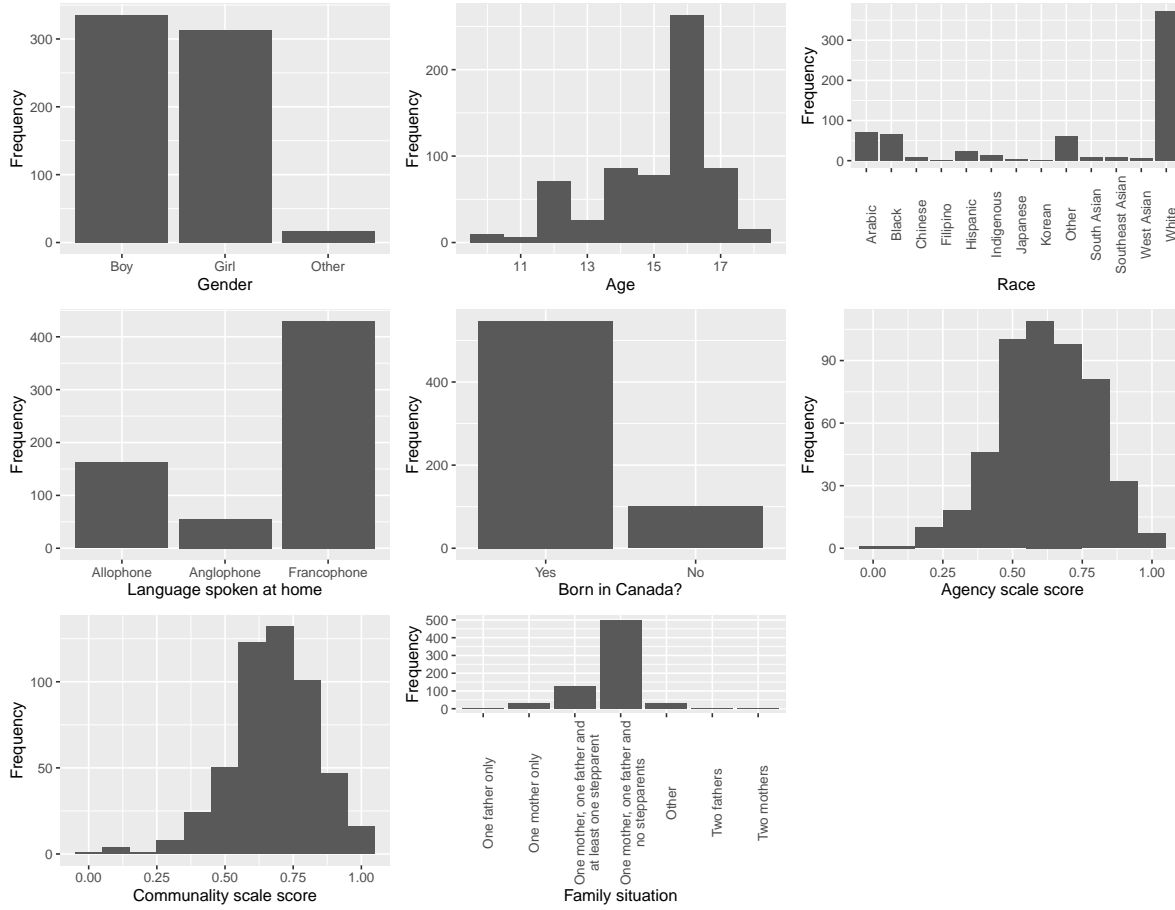 Frequency
300
200
100
0
Boy
Girl
Other
Gender
Frequency
200
100
0
11
13
15
17
Age
Frequency
300
200
100
0
Arabic
Black
Chinese
Filipino
Hispanic
Indigenous
Japanese
Korean
Other
South Asian
Southeast Asian
West Asian
White
Race
Frequency
400
300
200
100
0
Allophone
Anglophone
Francophone
Language spoken at home
Frequency
400
200
0
Yes
No
Born in Canada?
Frequency
90
60
30
0
0.00
0.25
0.50
0.75
1.00
Agency scale score
Frequency
100
50
0
0.00
0.25
0.50
0.75
1.00
Communality scale score
Frequency
500
400
300
200
100
0
One father only
One mother only
One mother, one father and
at least one stepparent
One mother, one father and
no stepparents
Other
Two fathers
Two mothers
Family situation